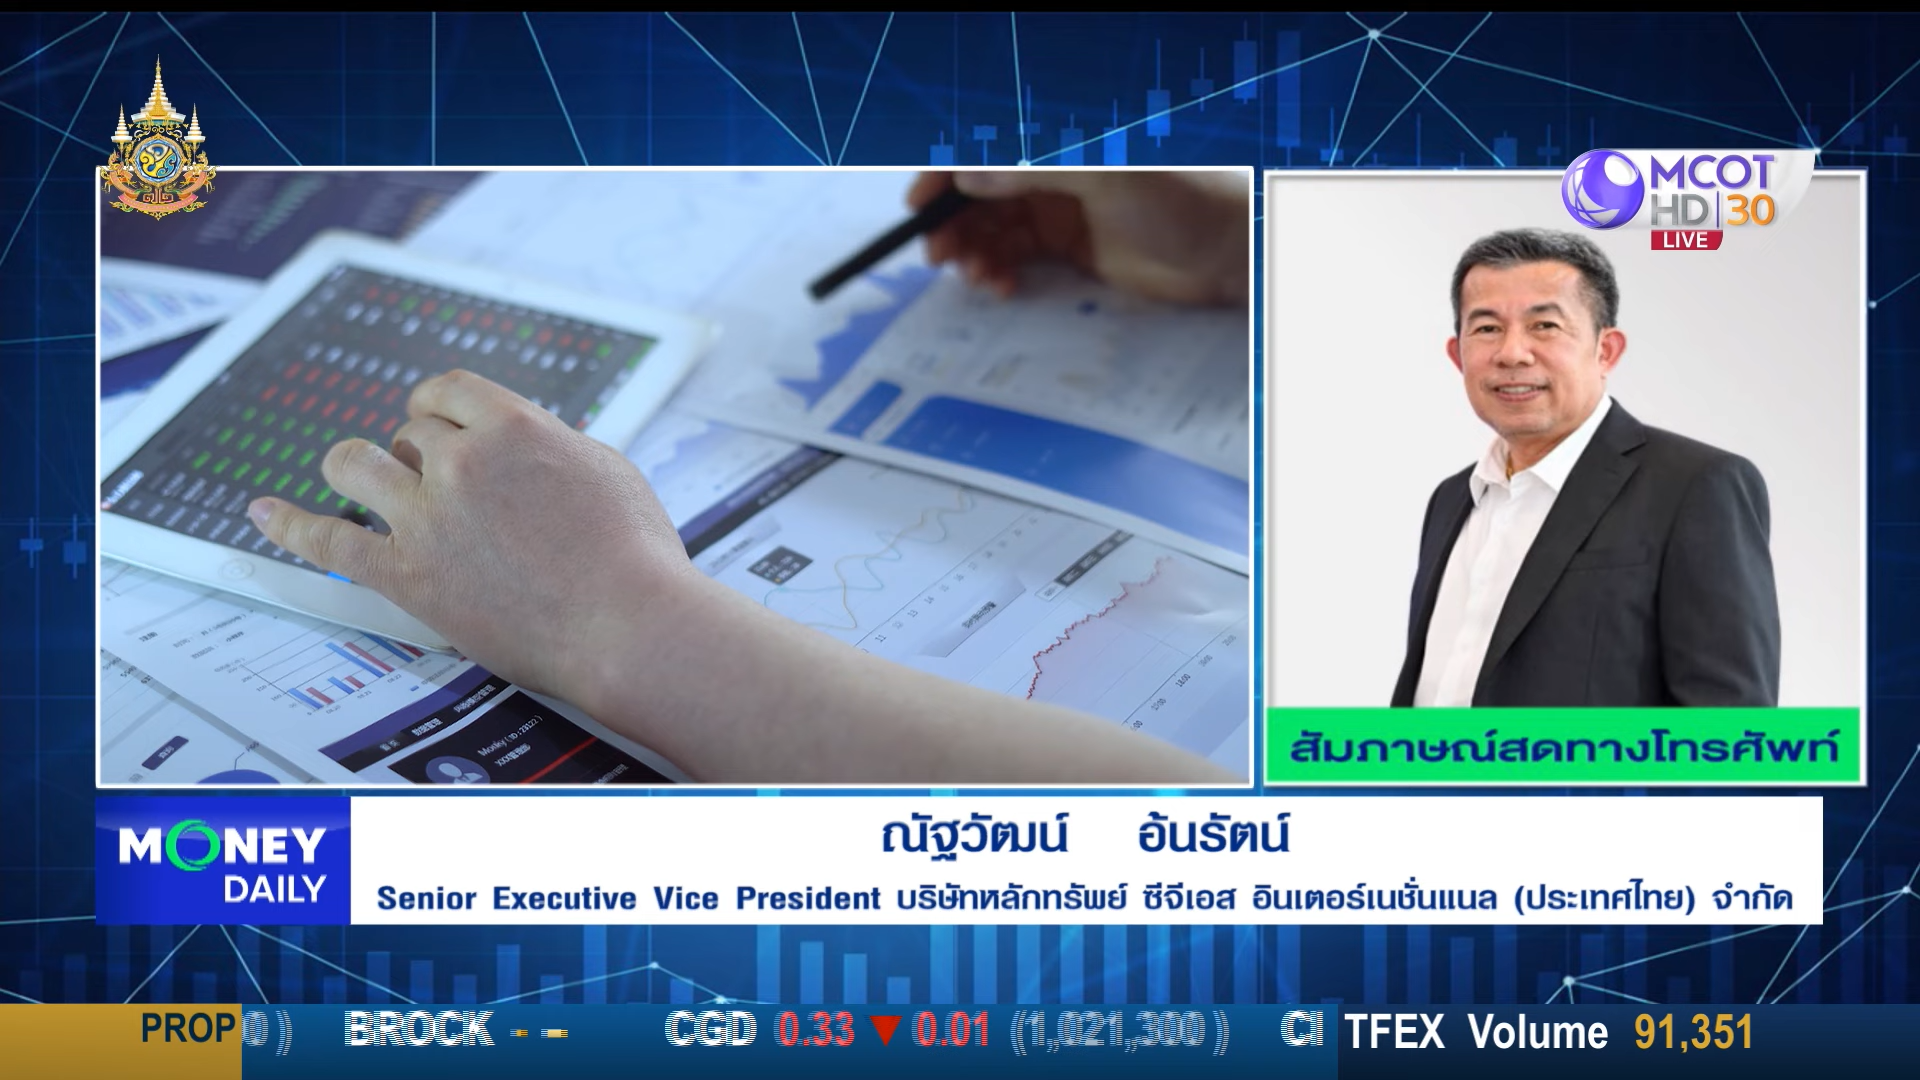 MCOT
HD 30
LIVE
สัมภาษณ์สดทางโทรศัพท์
MONEY
DAILY
ณัฐวัฒน์ อ้นรัตน์
Senior Executive Vice President บริษัทหลักทรัพย์ ซีจีเอส อินเตอร์เนชั่นแนล (ประเทศไทย) จำกัด
PROP 0) BROCK - - CGD 0.33 ▼ 0.01 (1,021,300) CI TFEX Volume 91,351